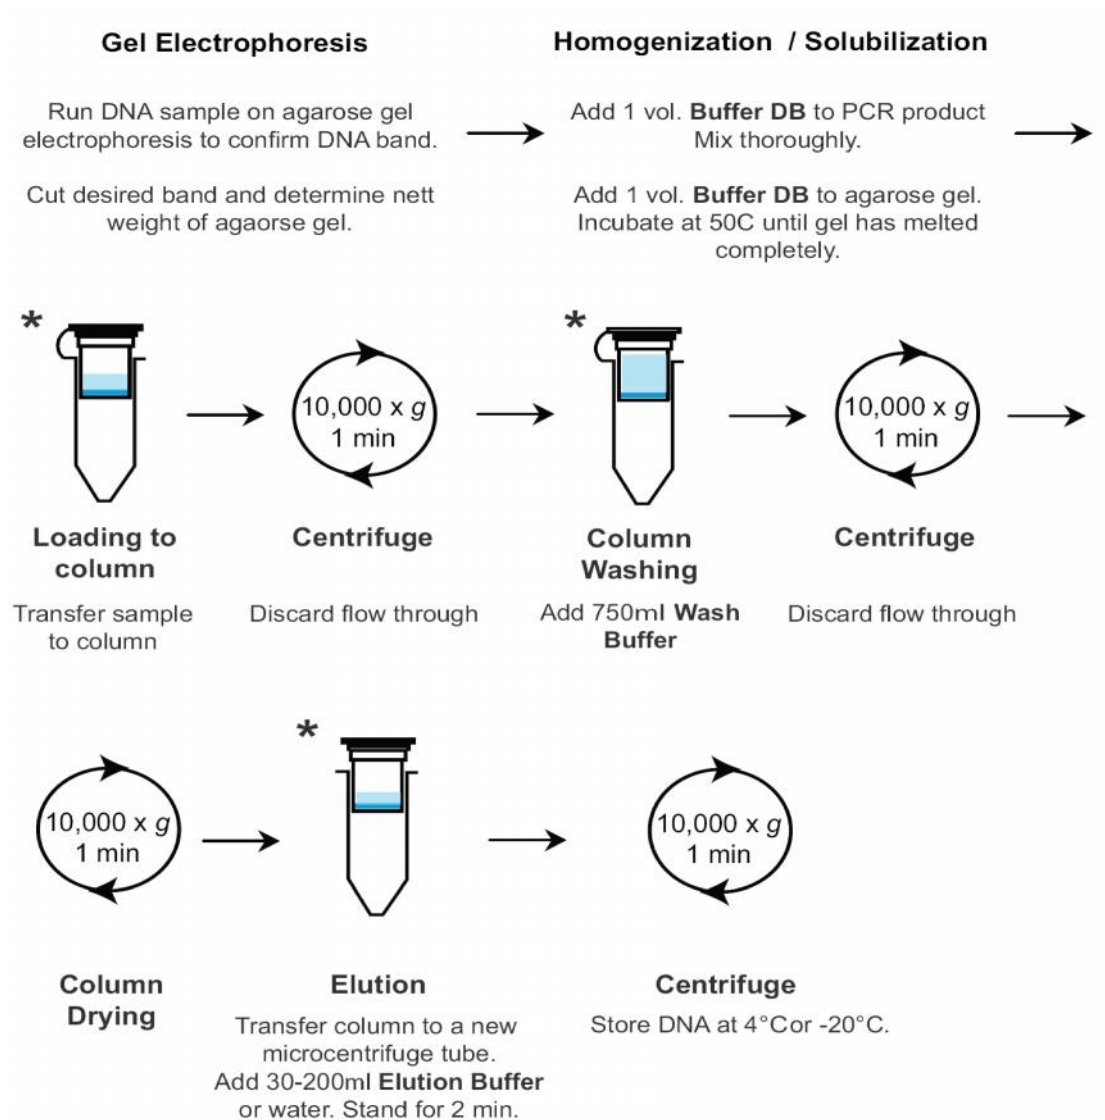 Gel Electrophoresis
Run DNA sample on agarose gel
electrophoresis to confirm DNA band.
Cut desired band and determine nett
weight of agaorse gel.
Homogenization / Solubilization
Add 1 vol. Buffer DB to PCR product
Mix thoroughly.
Add 1 vol. Buffer DB to agarose gel.
Incubate at 50C until gel has melted
completely.
*
Loading to
column
Transfer sample
to column
10,000 x g
1 min
Centrifuge
Discard flow through
*
Column
Washing
Add 750ml Wash
Buffer
10,000 x g
1 min
Centrifuge
Discard flow through
10,000 x g
1 min
Column
Drying
*
Elution
Transfer column to a new
microcentrifuge tube.
Add 30-200ml Elution Buffer
or water. Stand for 2 min.
10,000 x g
1 min
Centrifuge
Store DNA at 4°Cor -20°C.